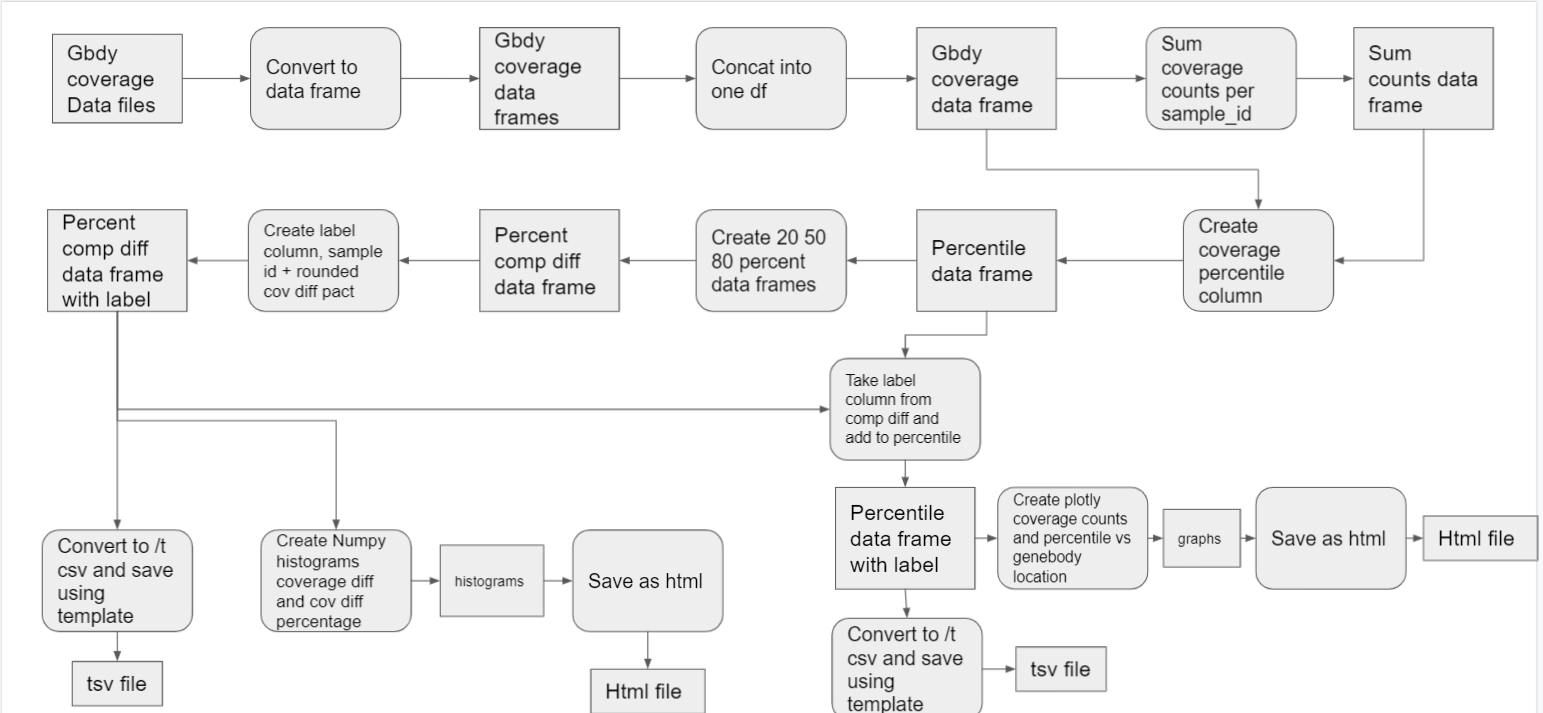 Gbdy
coverage
Data files
Convert to
data frame
Gbdy
coverage
data
frames
Concat into
one df
Gbdy
coverage
data frame
Sum
coverage
counts per
sample_id
Sum
counts data
frame
Percent
comp diff
data frame
with label
Create label
column, sample
id + rounded
cov diff pact
Percent
comp diff
data frame
Create 20 50
80 percent
data frames
Percentile
data frame
Create
coverage
percentile
column
Take label
column from
comp diff and
add to percentile
Percentile
data frame
with label
Create plotly
coverage counts
and percentile vs
genebody
location
graphs
Save as html
Html file
Convert to /t
csv and save
using
template
Create Numpy
histograms
coverage diff
and cov diff
percentage
histograms
Save as html
tsv file
Html file
Convert to /t
csv and save
using
template
tsv file